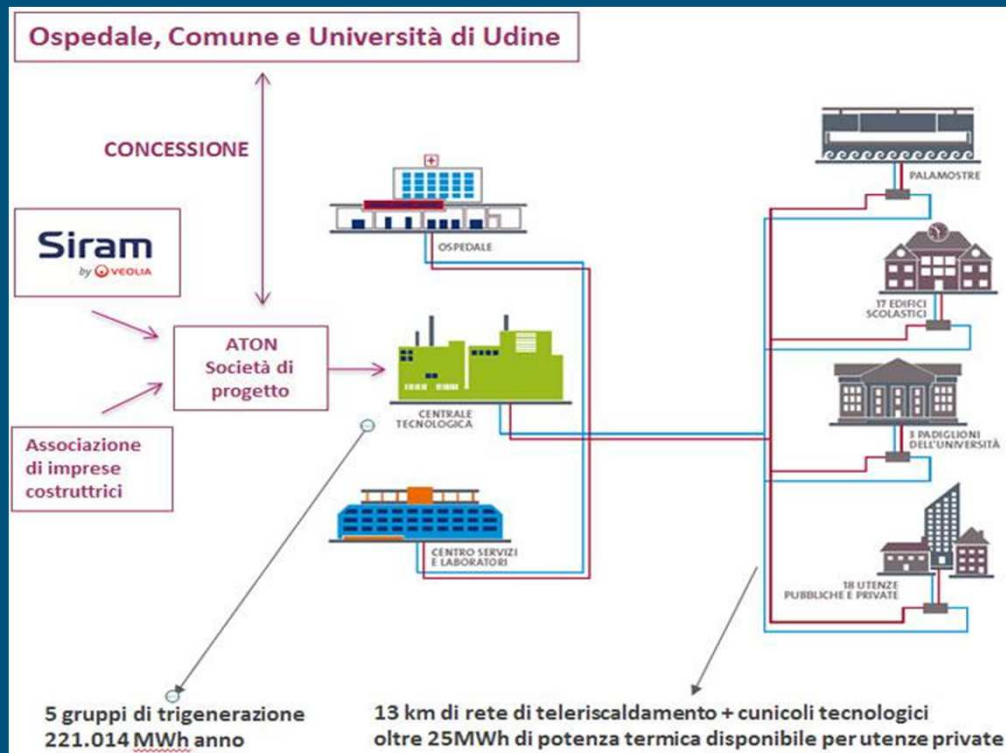 Ospedale, Comune e Università di Udine
CONCESSIONE
Siram
by VEOLIA
ATON
Società di
progetto
Associazione
di imprese
costruttrici
OSPEDALE
CENTRALE
TECNOLOGICA
CENTRO SERVIZI
E LABORATORI
PALAMOSTRE
17 EDIFICI
SCOLASTICI
3 PADIGLIONI
DELL'UNIVERSITÀ
18 UTENZE
PUBBLICHE E PRIVATE
5 gruppi di trigenerazione
221.014 MWh anno
13 km di rete di teleriscaldamento + cunicoli tecnologici
oltre 25MWh di potenza termica disponibile per utenze private